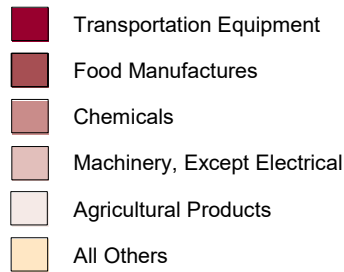 Transportation Equipment
Food Manufactures
Chemicals
Machinery, Except Electrical
Agricultural Products
All Others